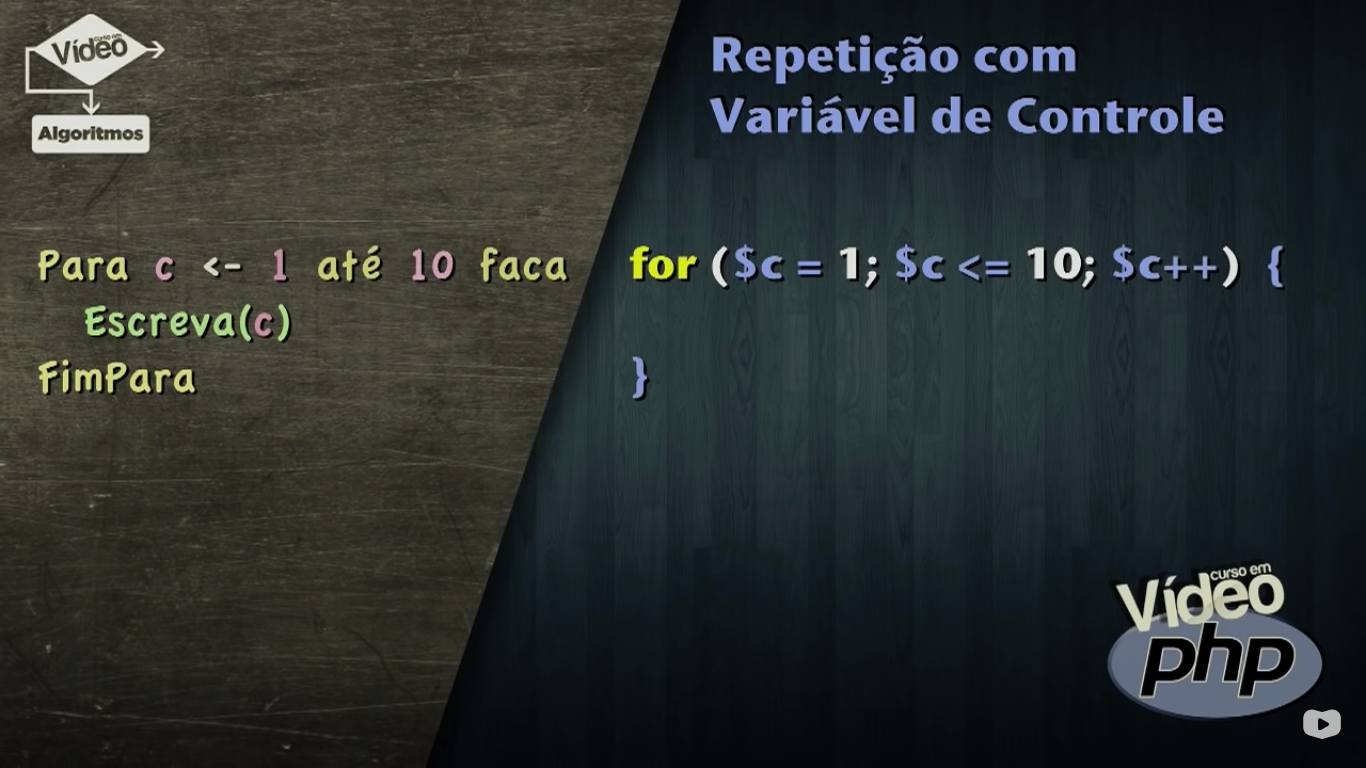 curso em
Vídeo
Algoritmos
Repetição com
Variável de Controle
Para c <- 1 até 10 faca
Escreva(c)
FimPara
for ($c = 1; $c <= 10; $c++) {
}
curso em
Vídeo
php